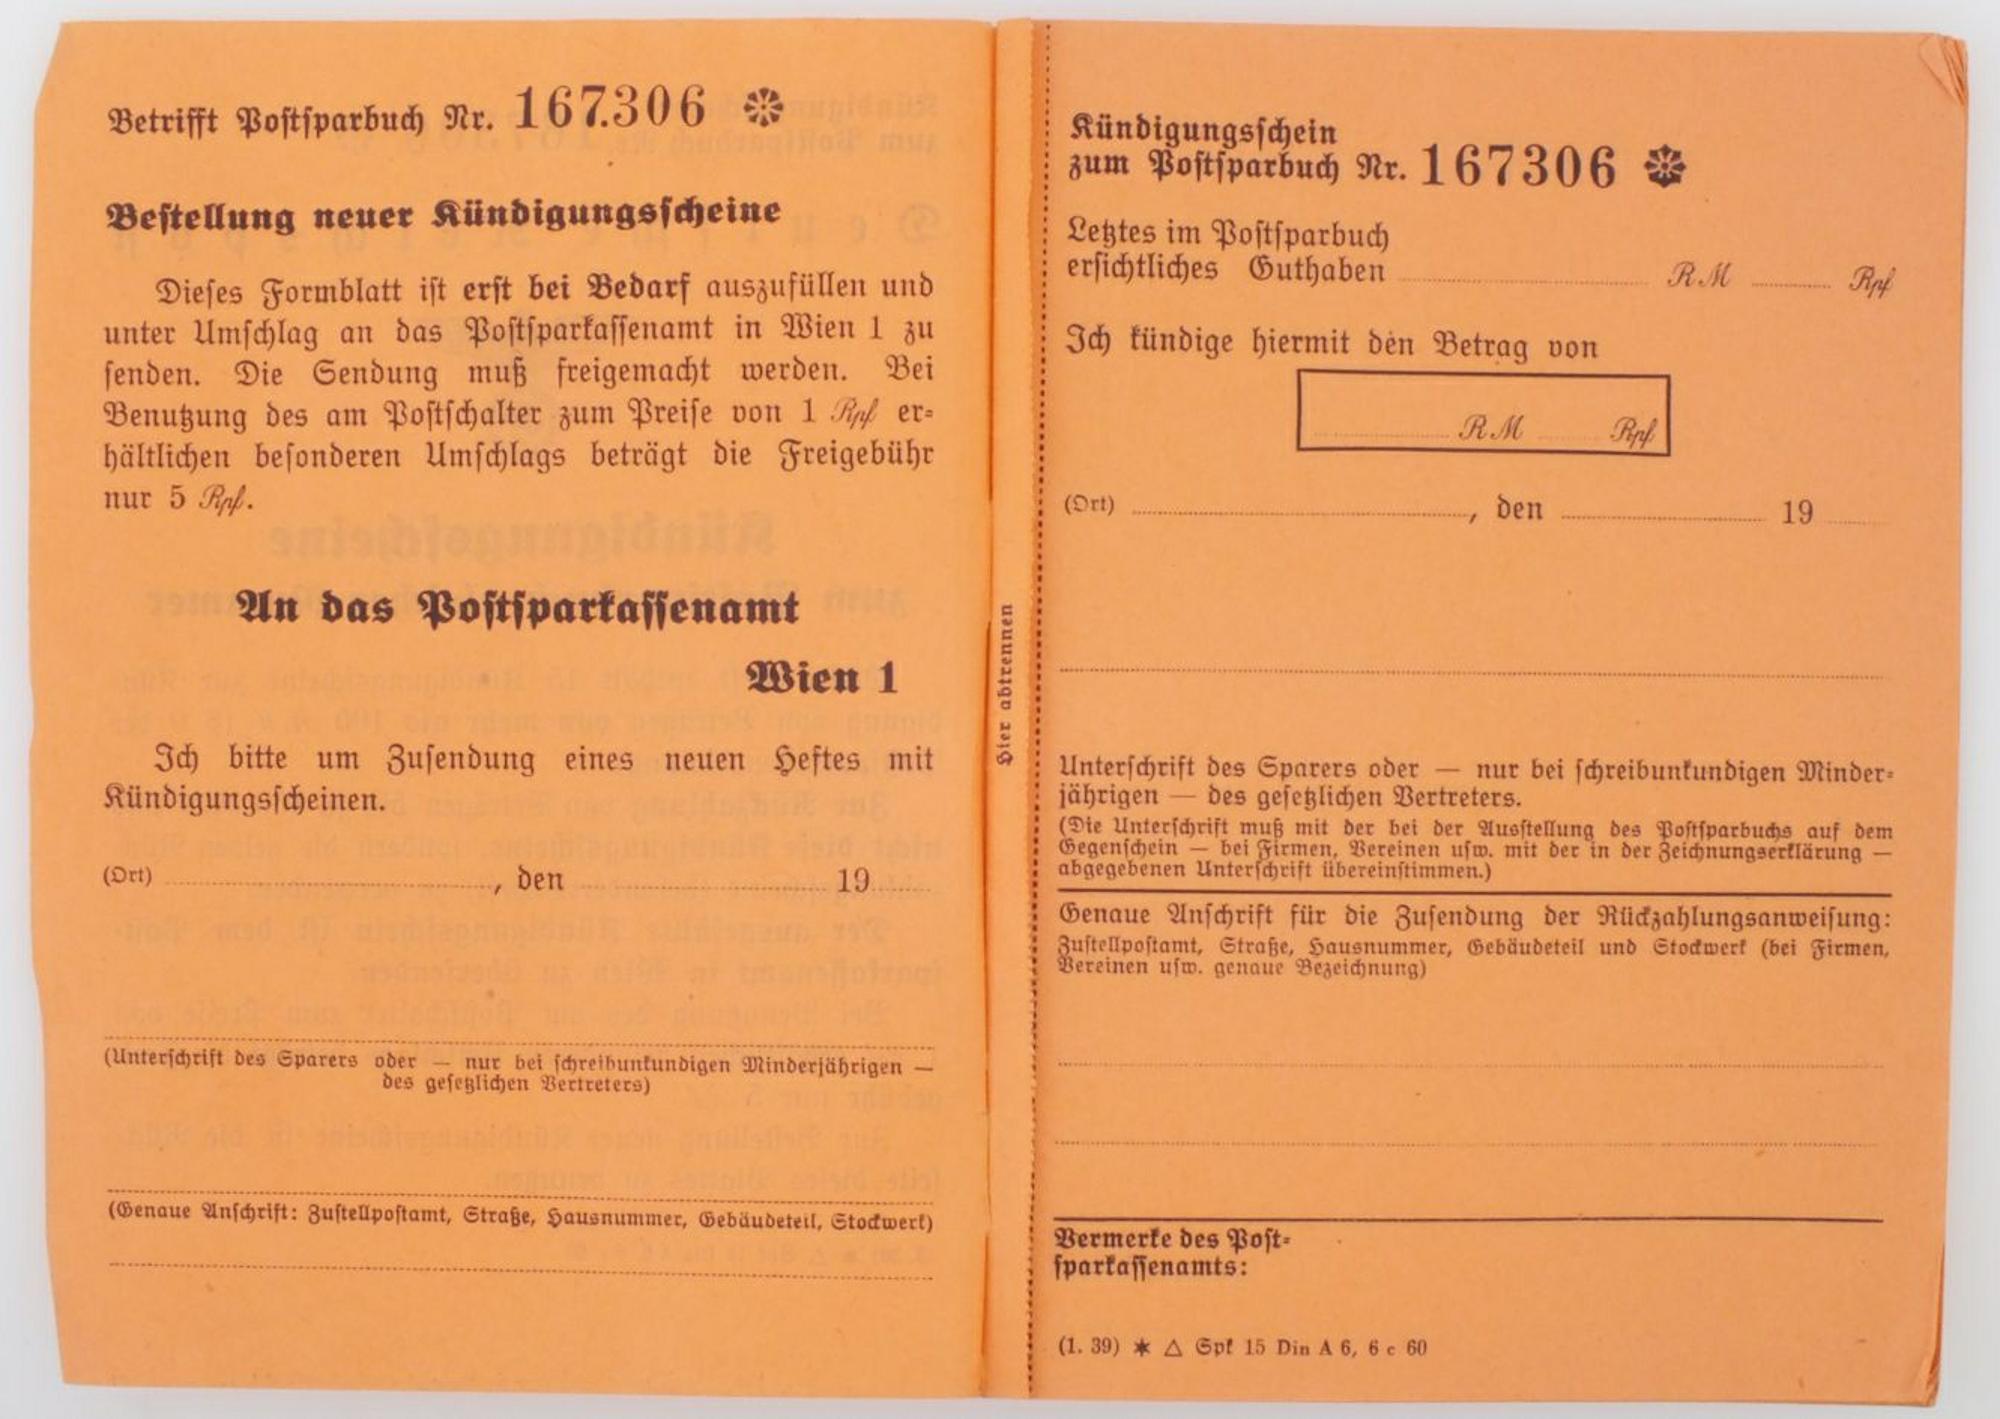 Betrifft Postsparbuch Nr. 167.306
Bestellung neuer Kündigungsscheine
Dieses Formblatt ist erst bei Bedarf auszufüllen und
unter Umschlag an das Postsparkassenamt in Wien 1 zu
senden. Die Sendung muß freigemacht werden. Bei
Benutzung des am Postschalter zum Preise von 1 Rpf er=
hältlichen besonderen Umschlags beträgt die Freigebühr
nur 5 Rpf.
An das Postsparkassenamt
Wien 1
Ich bitte um Zusendung eines neuen Heftes mit
Kündigungsscheinen.
(Ort) , den 19
(Unterschrift des Sparers oder — nur bei schreibunkundigen Minderjährigen —
des gesetzlichen Vertreters)
(Genaue Anschrift: Zustellpostamt, Straße, Hausnummer, Gebäudeteil, Stockwerk)
Hier abtrennen
Kündigungsschein
zum Postsparbuch Nr. 167306
Letztes im Postsparbuch
ersichtliches Guthaben RM Rpf
Ich kündige hiermit den Betrag von
RM Rpf
(Ort) , den 19
Unterschrift des Sparers oder — nur bei schreibunkundigen Minder=
jährigen — des gesetzlichen Vertreters.
(Die Unterschrift muß mit der bei der Ausstellung des Postsparbuchs auf dem
Gegenschein — bei Firmen, Vereinen usw. mit der in der Zeichnungserklärung —
abgegebenen Unterschrift übereinstimmen.)
Genaue Anschrift für die Zusendung der Rückzahlungsanweisung:
Zustellpostamt, Straße, Hausnummer, Gebäudeteil und Stockwerk (bei Firmen,
Vereinen usw. genaue Bezeichnung)
Vermerke des Post=
sparkassenamts:
(1. 39) ✶ △ Spk 15 Din A 6, 6 c 60